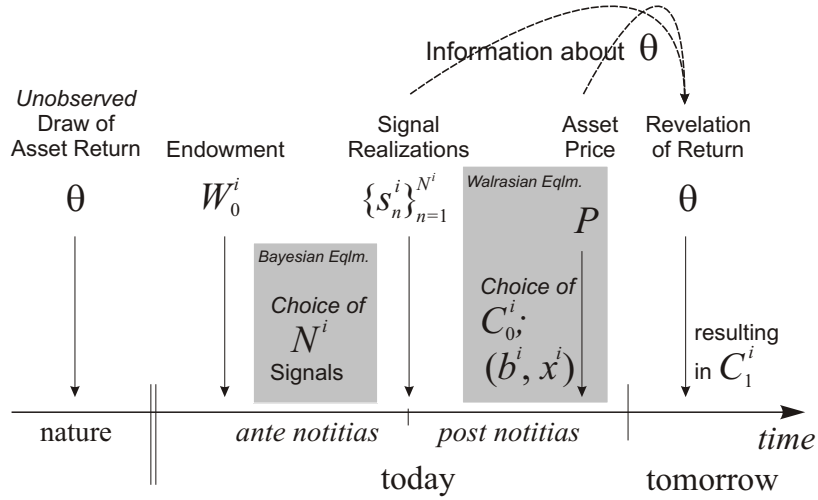 Information about θ
Unobserved
Draw of
Asset Return
θ
Endowment
W_0^i
Signal
Realizations
{s_n^i}_{n=1}^{N^i}
Asset
Price
Revelation
of Return
θ
Bayesian Eqlm.
Choice of
N^i
Signals
Walrasian Eqlm.
P
Choice of
C_0^i;
(b^i, x^i)
resulting
in C_1^i
nature
ante notitias
post notitias
time
today
tomorrow